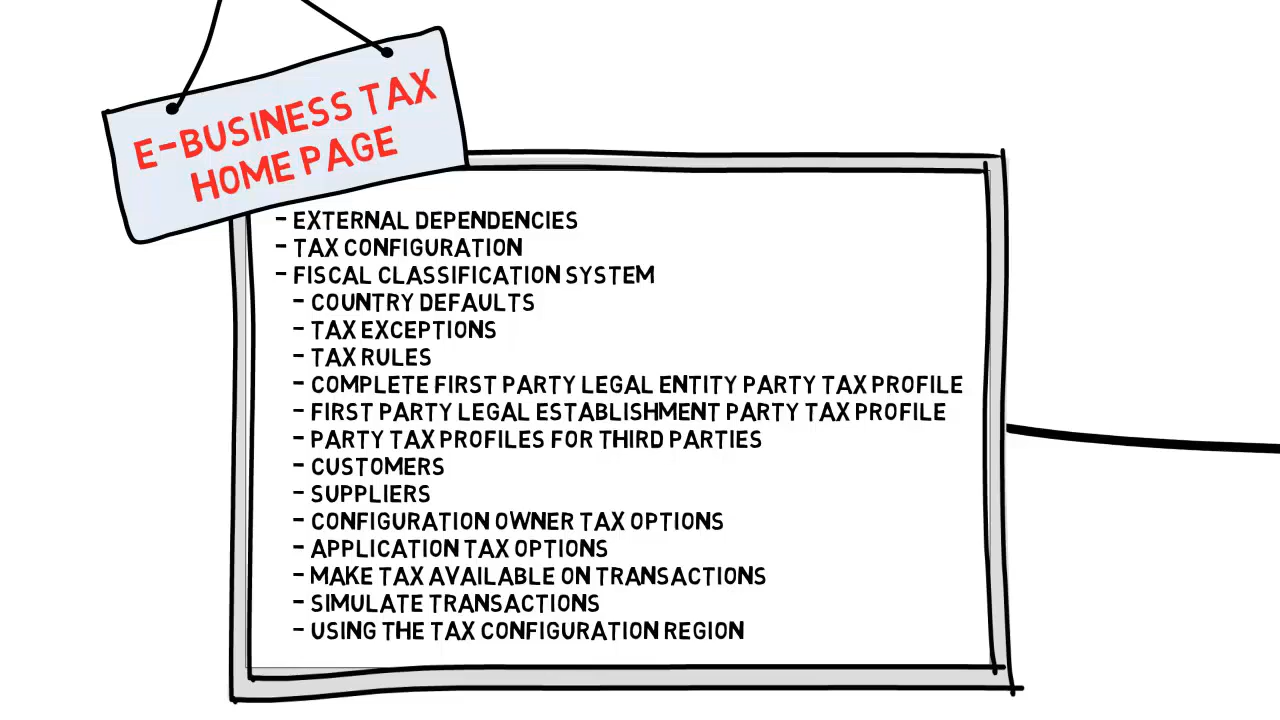 E-BUSINESS TAX
HOME PAGE
- EXTERNAL DEPENDENCIES
- TAX CONFIGURATION
- FISCAL CLASSIFICATION SYSTEM
- COUNTRY DEFAULTS
- TAX EXCEPTIONS
- TAX RULES
- COMPLETE FIRST PARTY LEGAL ENTITY PARTY TAX PROFILE
- FIRST PARTY LEGAL ESTABLISHMENT PARTY TAX PROFILE
- PARTY TAX PROFILES FOR THIRD PARTIES
- CUSTOMERS
- SUPPLIERS
- CONFIGURATION OWNER TAX OPTIONS
- APPLICATION TAX OPTIONS
- MAKE TAX AVAILABLE ON TRANSACTIONS
- SIMULATE TRANSACTIONS
- USING THE TAX CONFIGURATION REGION